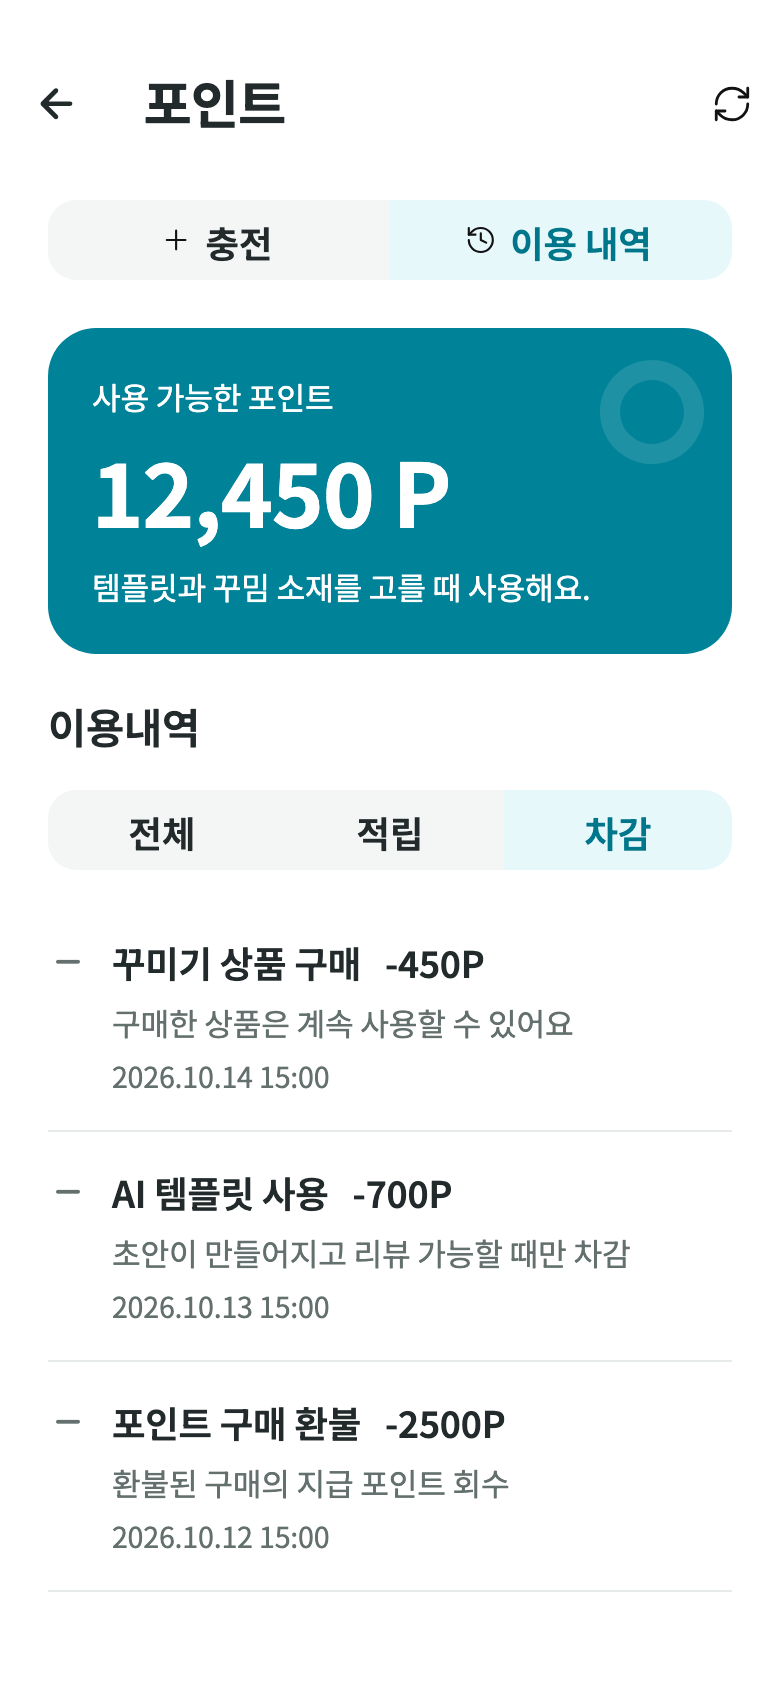 포인트
충전
이용 내역
사용 가능한 포인트
12,450 P
템플릿과 꾸밈 소재를 고를 때 사용해요.
이용내역
전체 적립 차감
꾸미기 상품 구매 -450P
구매한 상품은 계속 사용할 수 있어요
2026.10.14 15:00
AI 템플릿 사용 -700P
초안이 만들어지고 리뷰 가능할 때만 차감
2026.10.13 15:00
포인트 구매 환불 -2500P
환불된 구매의 지급 포인트 회수
2026.10.12 15:00